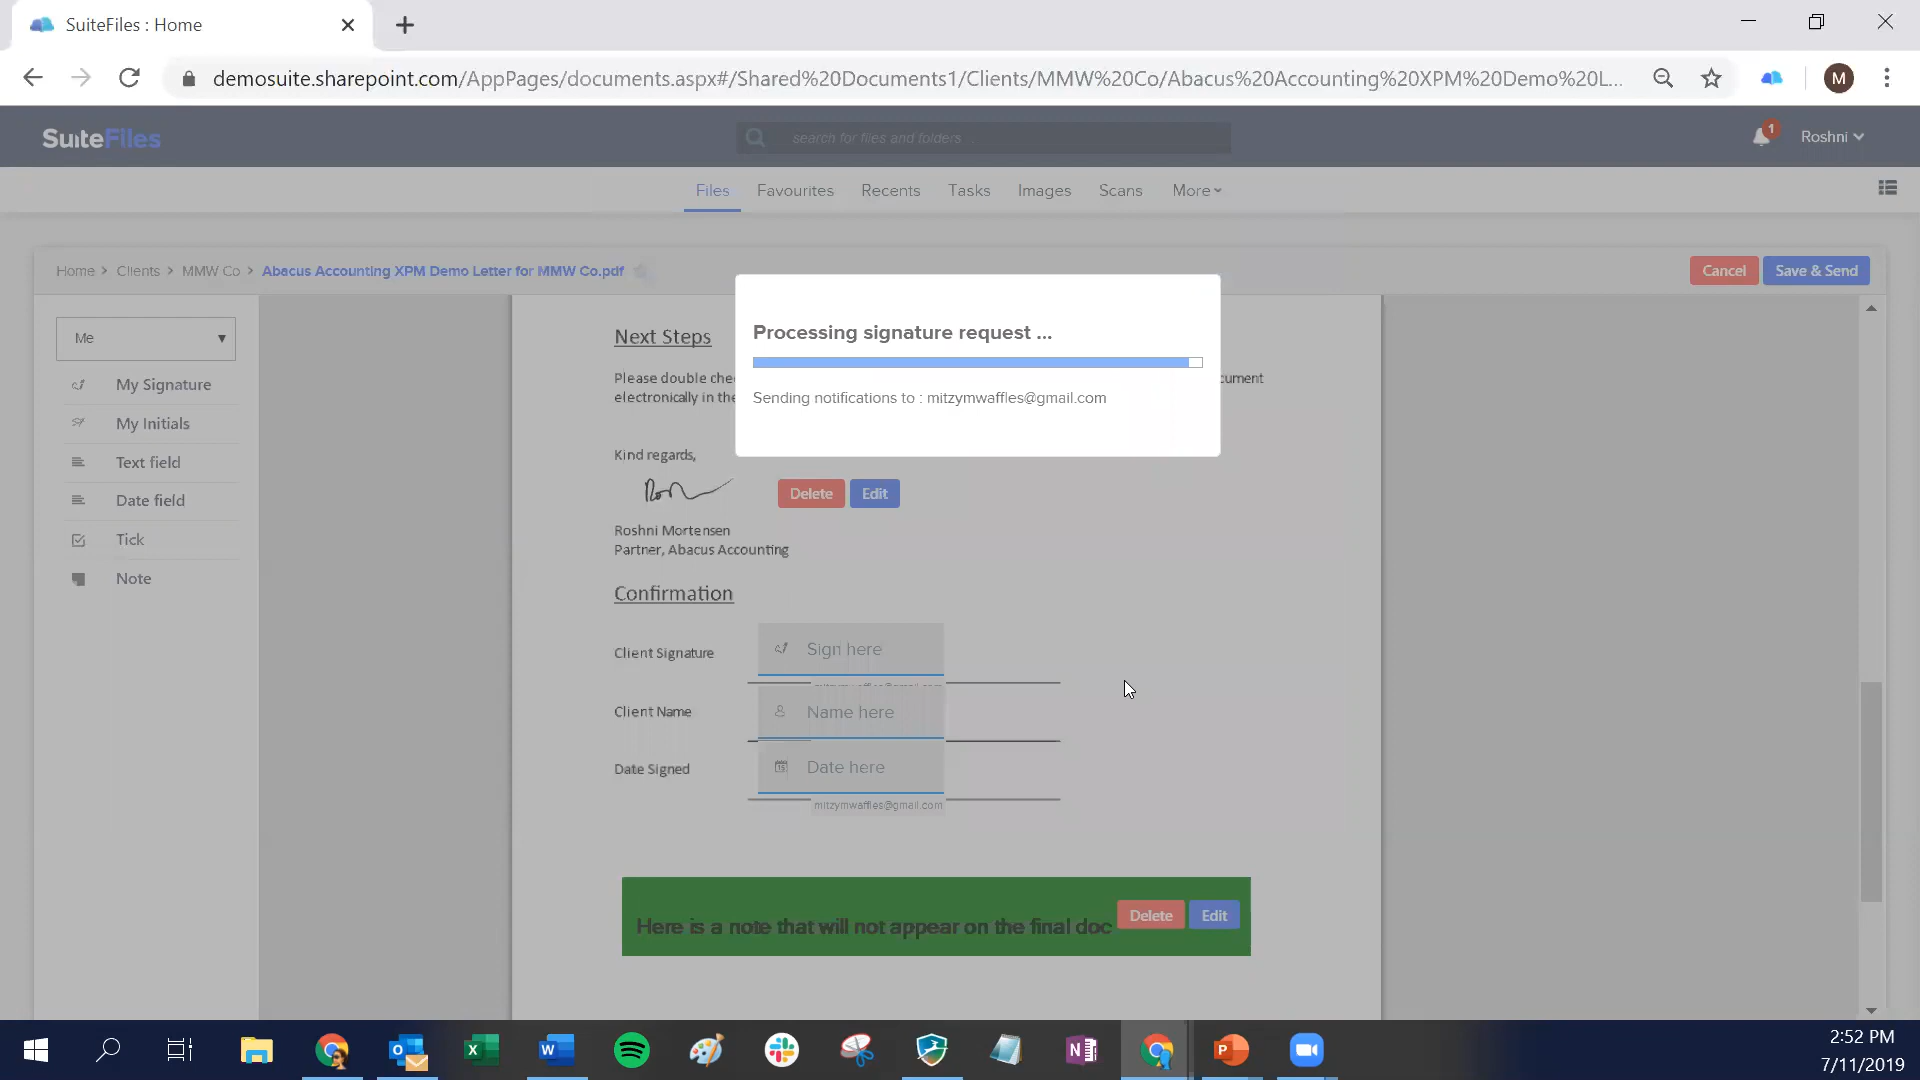 SuiteFiles : Home
demosuite.sharepoint.com/AppPages/documents.aspx#/Shared%20Documents1/Clients/MMW%20Co/Abacus%20Accounting%20XPM%20Demo%20L...
M
SuiteFiles
search for files and folders ...
1
Roshni
Files Favourites Recents Tasks Images Scans More
Home > Clients > MMW Co > Abacus Accounting XPM Demo Letter for MMW Co.pdf
Cancel Save & Send
Me
My Signature
My Initials
Text field
Date field
Tick
Note
Processing signature request ...
Sending notifications to : mitzymwaffles@gmail.com
Next Steps
Please double che
cument
electronically in the
Kind regards,
Ron
Delete Edit
Roshni Mortensen
Partner, Abacus Accounting
Confirmation
Client Signature Sign here
Client Name Name here
Date Signed Date here
mitzymwaffles@gmail.com
Here is a note that will not appear on the final doc
Delete Edit
2:52 PM
7/11/2019